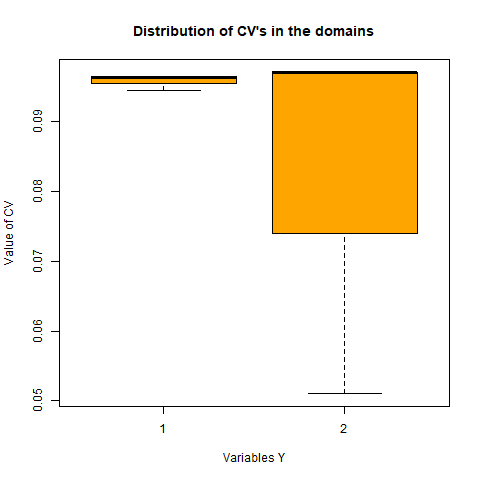 Distribution of CV's in the domains
Value of CV
0.09
0.08
0.07
0.06
0.05
1 2
Variables Y